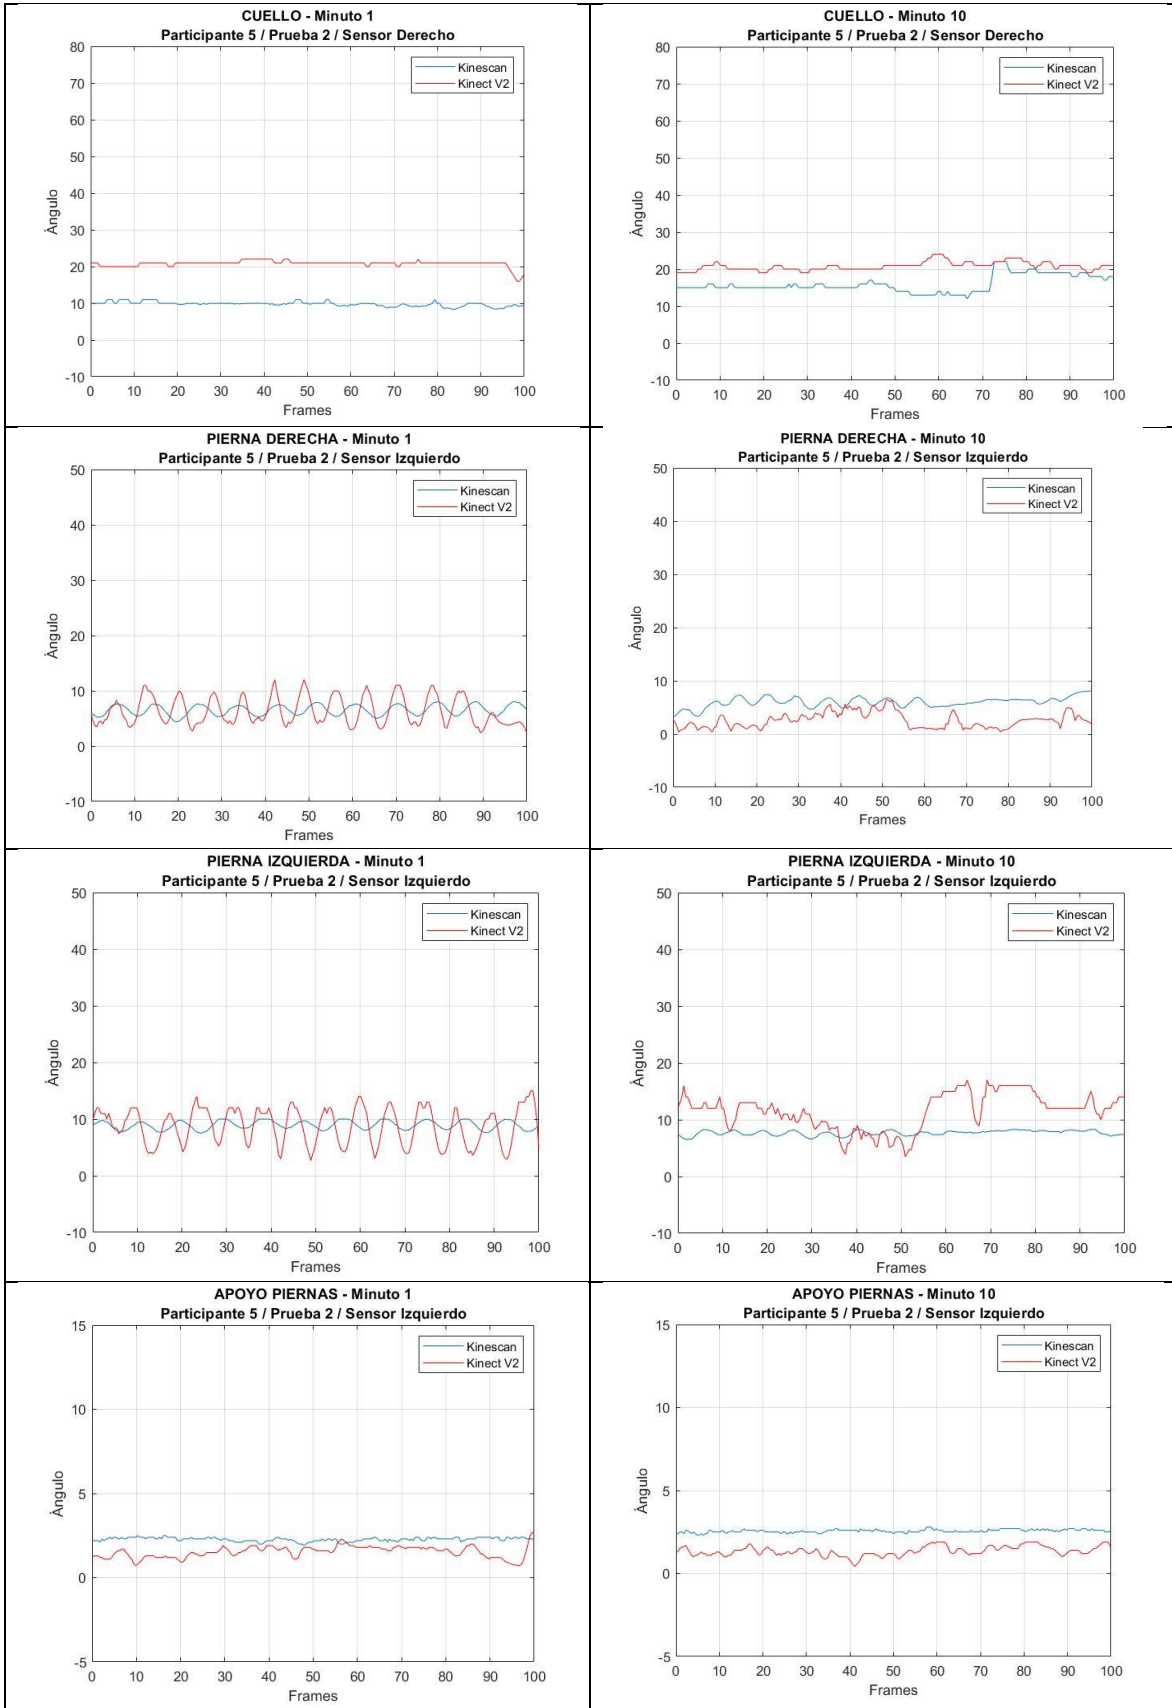 CUELLO - Minuto 1
Participante 5 / Prueba 2 / Sensor Derecho
80
70
60
50
40
30
20
10
0
-10
Ángulo
Kinescan
Kinect V2
0 10 20 30 40 50 60 70 80 90 100
Frames
CUELLO - Minuto 10
Participante 5 / Prueba 2 / Sensor Derecho
80
70
60
50
40
30
20
10
0
-10
Ángulo
Kinescan
Kinect V2
0 10 20 30 40 50 60 70 80 90 100
Frames
PIERNA DERECHA - Minuto 1
Participante 5 / Prueba 2 / Sensor Izquierdo
50
40
30
20
10
0
-10
Ángulo
Kinescan
Kinect V2
0 10 20 30 40 50 60 70 80 90 100
Frames
PIERNA DERECHA - Minuto 10
Participante 5 / Prueba 2 / Sensor Izquierdo
50
40
30
20
10
0
-10
Ángulo
Kinescan
Kinect V2
0 10 20 30 40 50 60 70 80 90 100
Frames
PIERNA IZQUIERDA - Minuto 1
Participante 5 / Prueba 2 / Sensor Izquierdo
50
40
30
20
10
0
-10
Ángulo
Kinescan
Kinect V2
0 10 20 30 40 50 60 70 80 90 100
Frames
PIERNA IZQUIERDA - Minuto 10
Participante 5 / Prueba 2 / Sensor Izquierdo
50
40
30
20
10
0
-10
Ángulo
Kinescan
Kinect V2
0 10 20 30 40 50 60 70 80 90 100
Frames
APOYO PIERNAS - Minuto 1
Participante 5 / Prueba 2 / Sensor Izquierdo
15
10
5
0
-5
Ángulo
Kinescan
Kinect V2
0 10 20 30 40 50 60 70 80 90 100
Frames
APOYO PIERNAS - Minuto 10
Participante 5 / Prueba 2 / Sensor Izquierdo
15
10
5
0
-5
Ángulo
Kinescan
Kinect V2
0 10 20 30 40 50 60 70 80 90 100
Frames